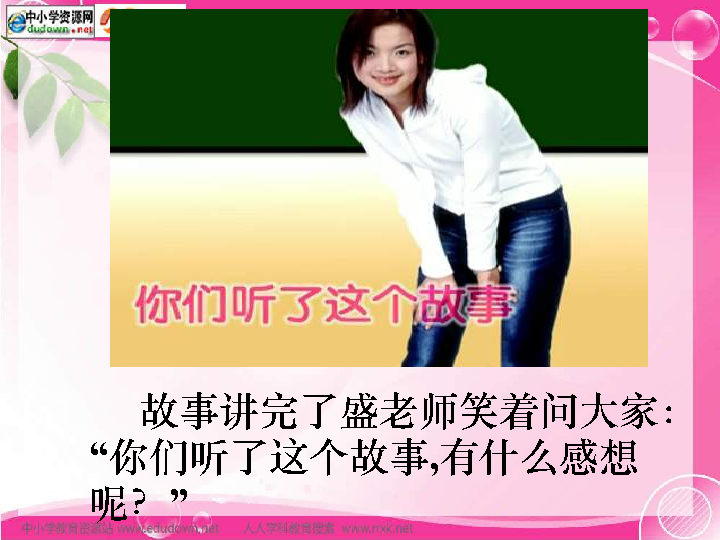 中小学资源网
dudown.net
你们听了这个故事
故事讲完了盛老师笑着问大家：
“你们听了这个故事,有什么感想
呢？”
中小学教育资源站 www.edudown.net 人人学科教育搜索 www.rrxk.net